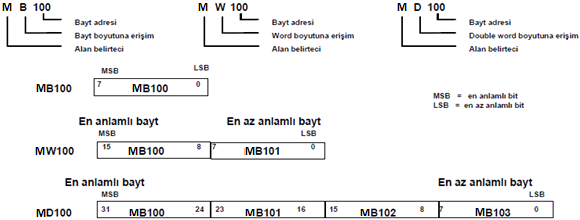 M B 100 M W 100 M D 100
Bayt adresi Bayt adresi Bayt adresi
Bayt boyutuna erişim Word boyutuna erişim Double word boyutuna erişim
Alan belirteci Alan belirteci Alan belirteci
MSB LSB
MB100 7 MB100 0
MSB = en anlamlı bit
LSB = en az anlamlı bit
En anlamlı bayt En az anlamlı bayt
MSB LSB
MW100 15 MB100 8 7 MB101 0
En anlamlı bayt En az anlamlı bayt
MSB LSB
MD100 31 MB100 24 23 MB101 16 15 MB102 8 7 MB103 0